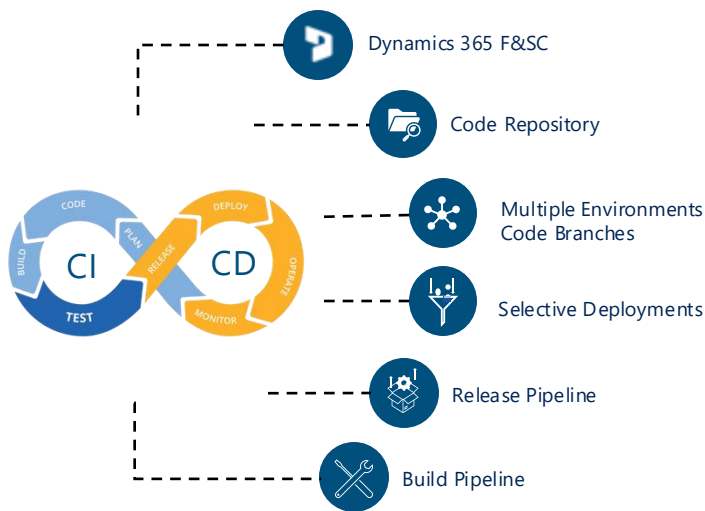 Dynamics 365 F&SC
Code Repository
CODE
DEPLOY
PLAN
BUILD
CI
RELEASE
CD
OPERATE
TEST
MONITOR
Multiple Environments
Code Branches
Selective Deployments
Release Pipeline
Build Pipeline